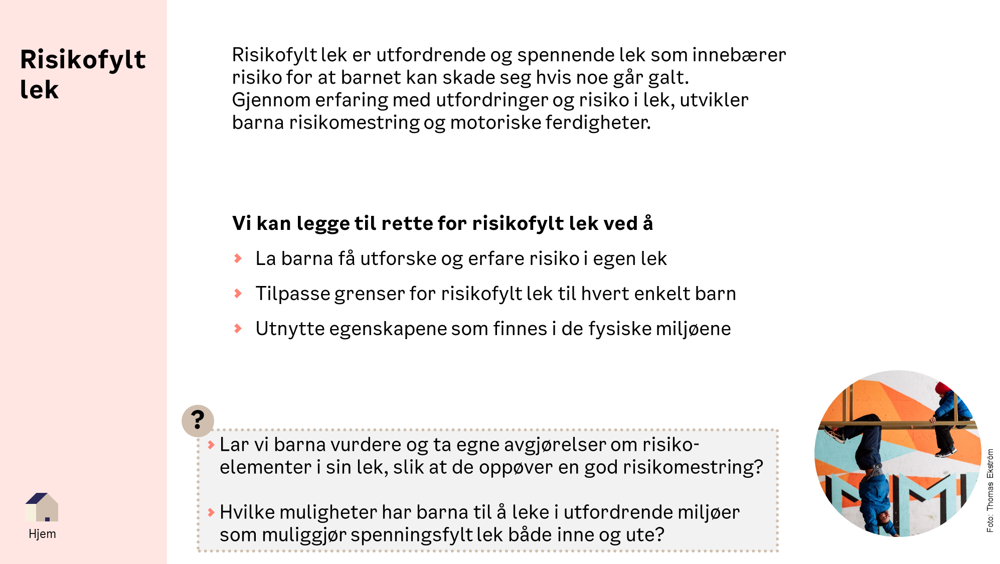 Risikofylt
lek
Risikofylt lek er utfordrende og spennende lek som innebærer
risiko for at barnet kan skade seg hvis noe går galt.
Gjennom erfaring med utfordringer og risiko i lek, utvikler
barna risikomestring og motoriske ferdigheter.
Vi kan legge til rette for risikofylt lek ved å
La barna få utforske og erfare risiko i egen lek
Tilpasse grenser for risikofylt lek til hvert enkelt barn
Utnytte egenskapene som finnes i de fysiske miljøene
?
Lar vi barna vurdere og ta egne avgjørelser om risiko-
elementer i sin lek, slik at de oppøver en god risikomestring?
Hvilke muligheter har barna til å leke i utfordrende miljøer
som muliggjør spenningsfylt lek både inne og ute?
Hjem
Foto: Thomas Ekström